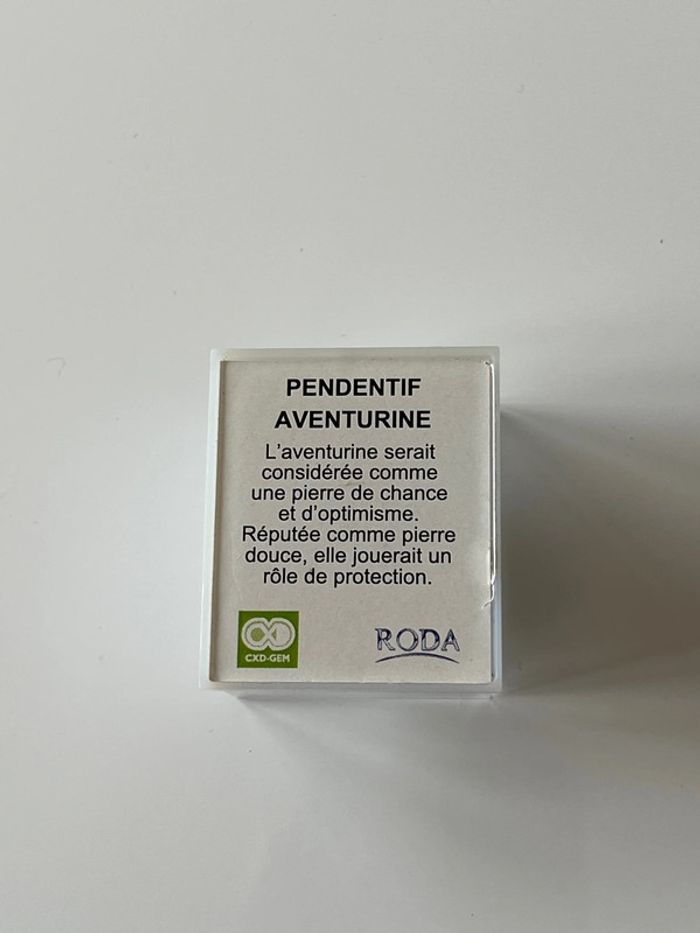 PENDENTIF
AVENTURINE
L’aventurine serait
considérée comme
une pierre de chance
et d’optimisme.
Réputée comme pierre
douce, elle jouerait un
rôle de protection.
CXD-GEM
RODA